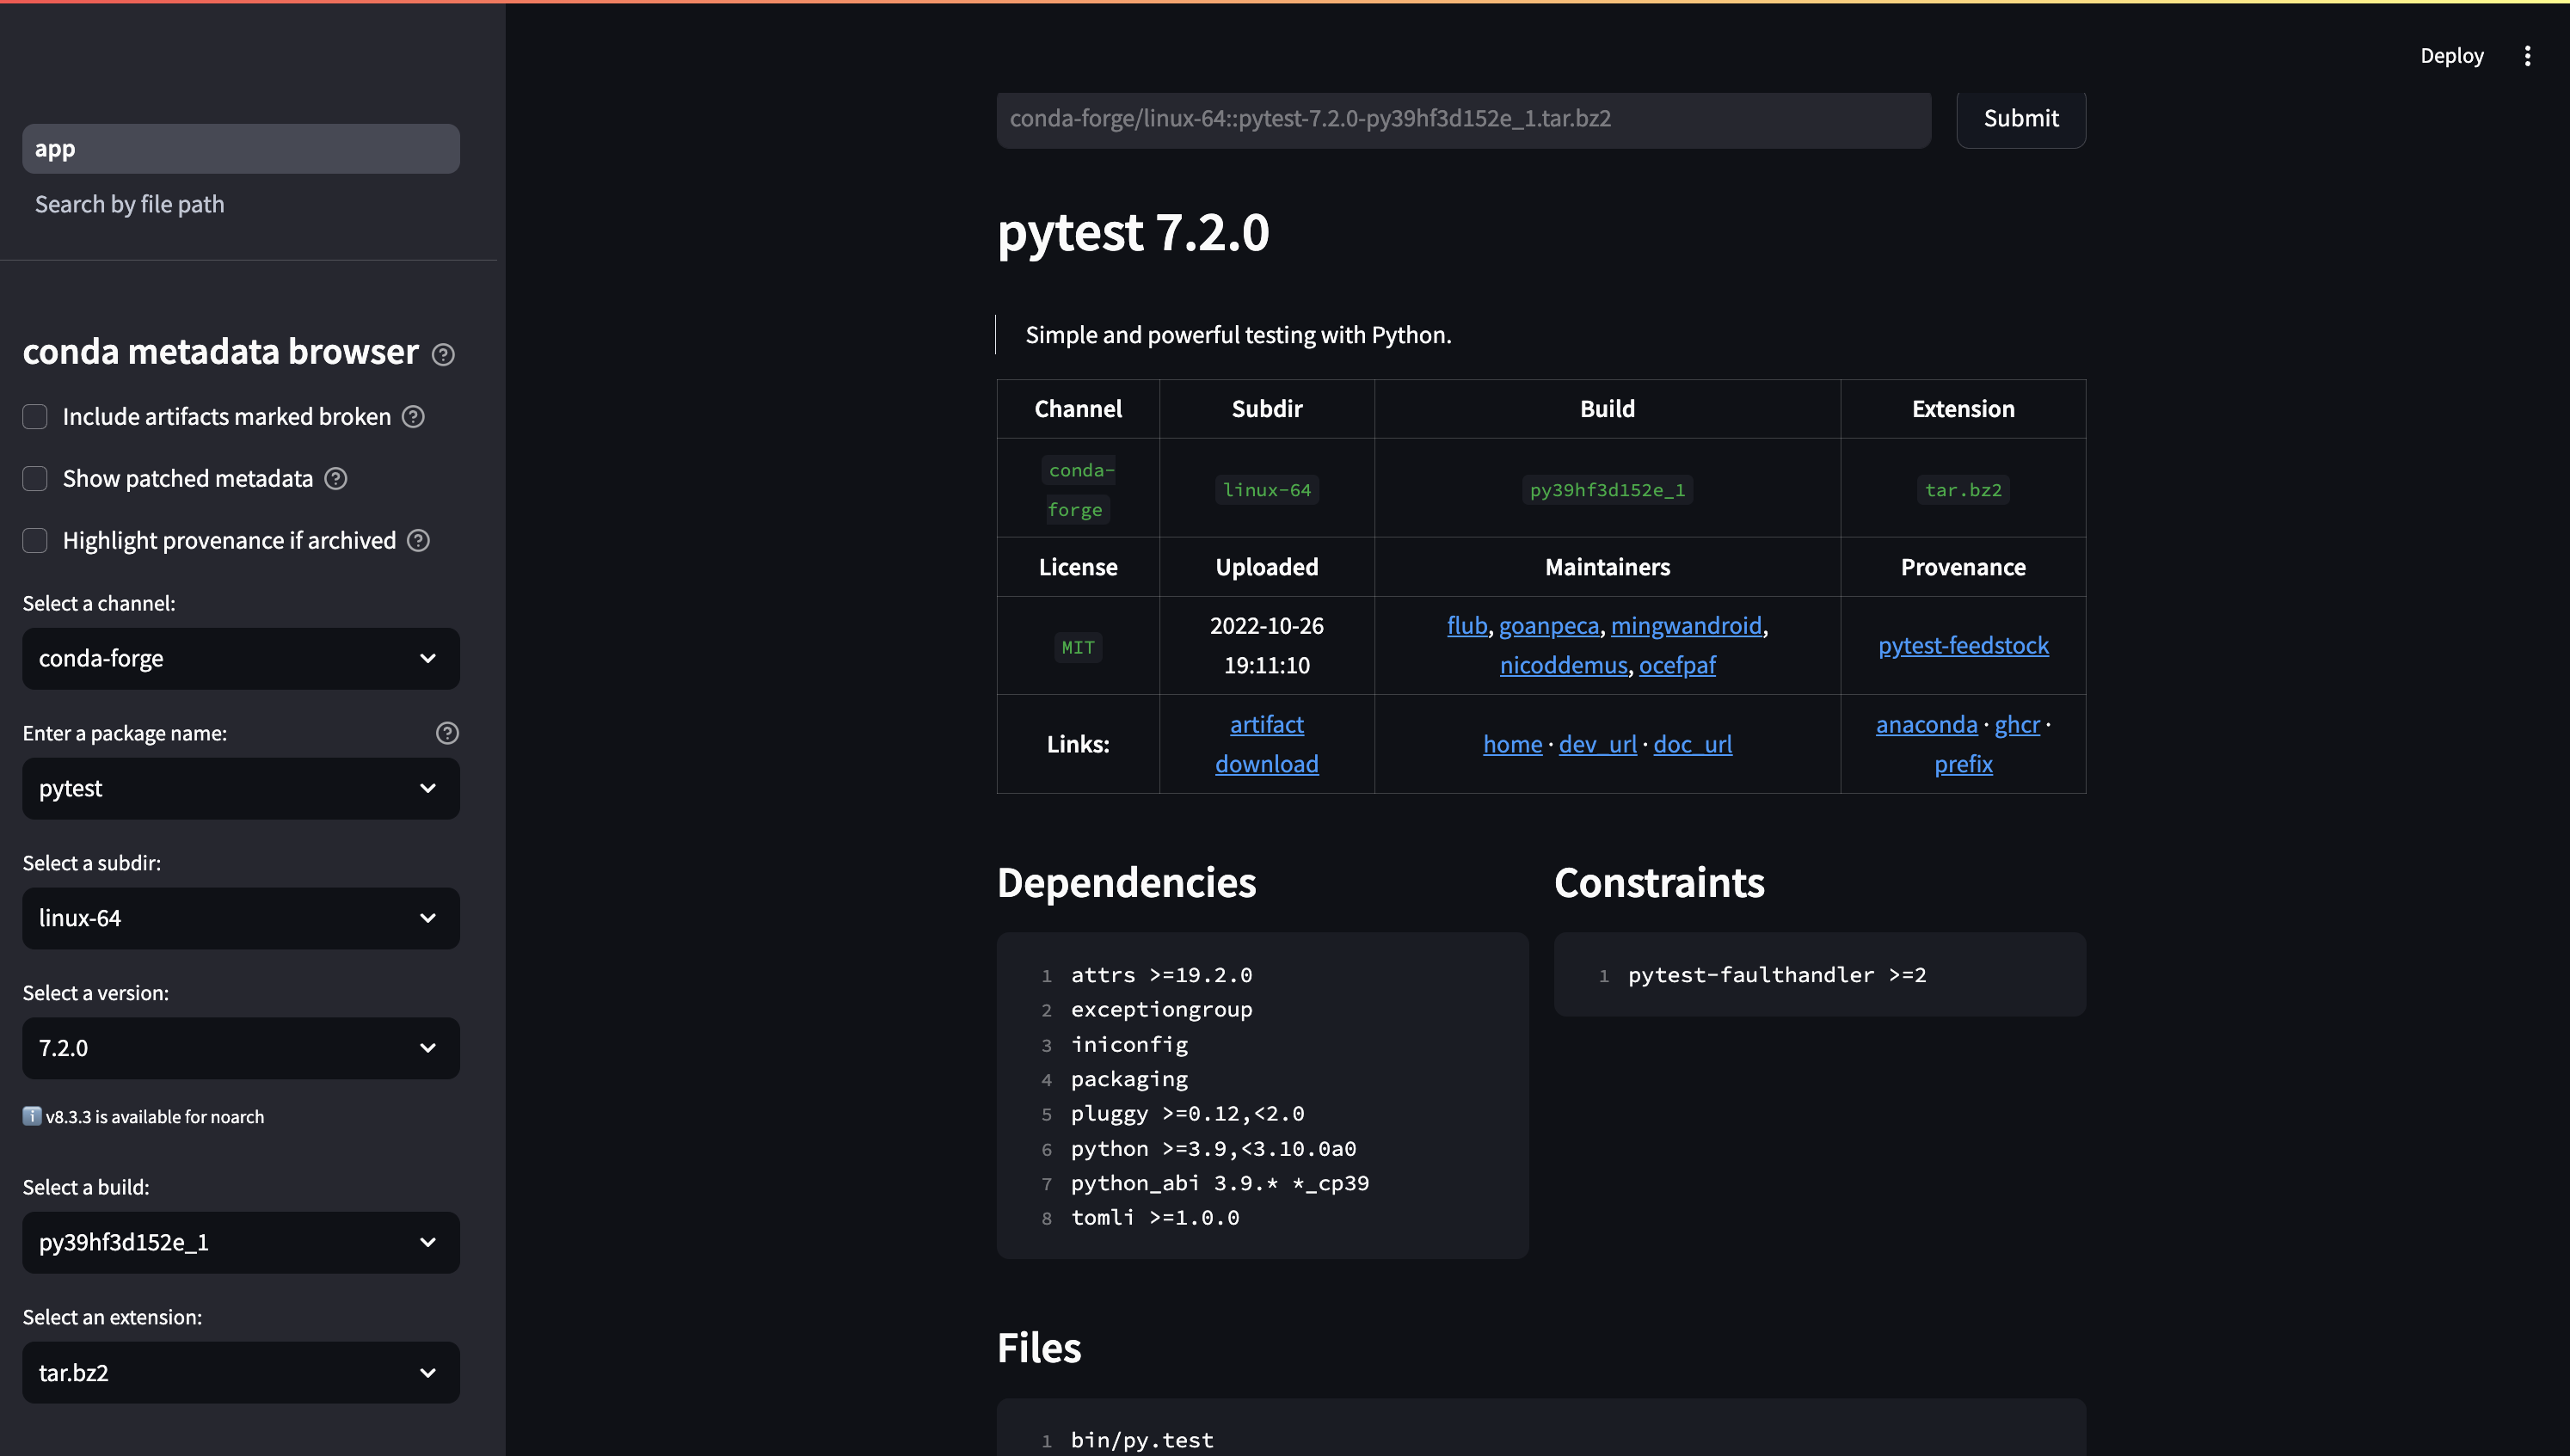 Deploy
app
Search by file path
conda metadata browser
Include artifacts marked broken
Show patched metadata
Highlight provenance if archived
Select a channel:
conda-forge
Enter a package name:
pytest
Select a subdir:
linux-64
Select a version:
7.2.0
v8.3.3 is available for noarch
Select a build:
py39hf3d152e_1
Select an extension:
tar.bz2
conda-forge/linux-64::pytest-7.2.0-py39hf3d152e_1.tar.bz2
Submit
pytest 7.2.0
Simple and powerful testing with Python.
Channel Subdir Build Extension
conda-
forge
linux-64
py39hf3d152e_1
tar.bz2
License Uploaded Maintainers Provenance
MIT
2022-10-26
19:11:10
flub, goanpeca, mingwandroid,
nicoddemus, ocefpaf
pytest-feedstock
Links:
artifact
download
home · dev_url · doc_url
anaconda · ghcr ·
prefix
Dependencies
1 attrs >=19.2.0
2 exceptiongroup
3 iniconfig
4 packaging
5 pluggy >=0.12,<2.0
6 python >=3.9,<3.10.0a0
7 python_abi 3.9.* *_cp39
8 tomli >=1.0.0
Constraints
1 pytest-faulthandler >=2
Files
1 bin/py.test